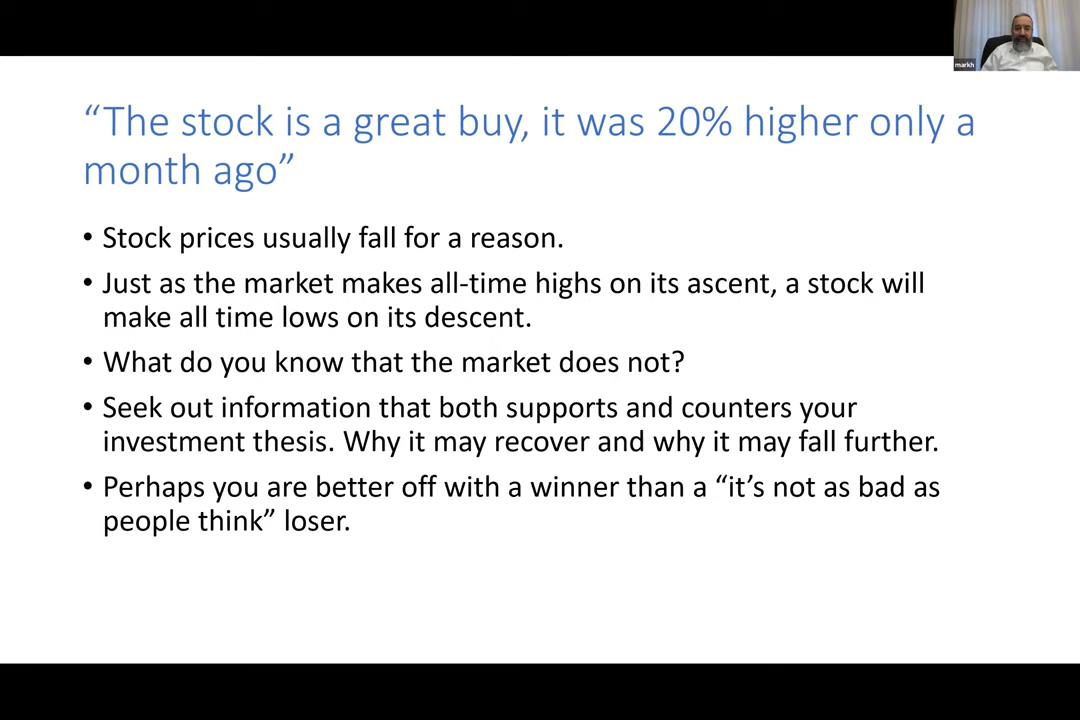 markh
“The stock is a great buy, it was 20% higher only a
month ago”
• Stock prices usually fall for a reason.
• Just as the market makes all-time highs on its ascent, a stock will
make all time lows on its descent.
• What do you know that the market does not?
• Seek out information that both supports and counters your
investment thesis. Why it may recover and why it may fall further.
• Perhaps you are better off with a winner than a “it’s not as bad as
people think” loser.